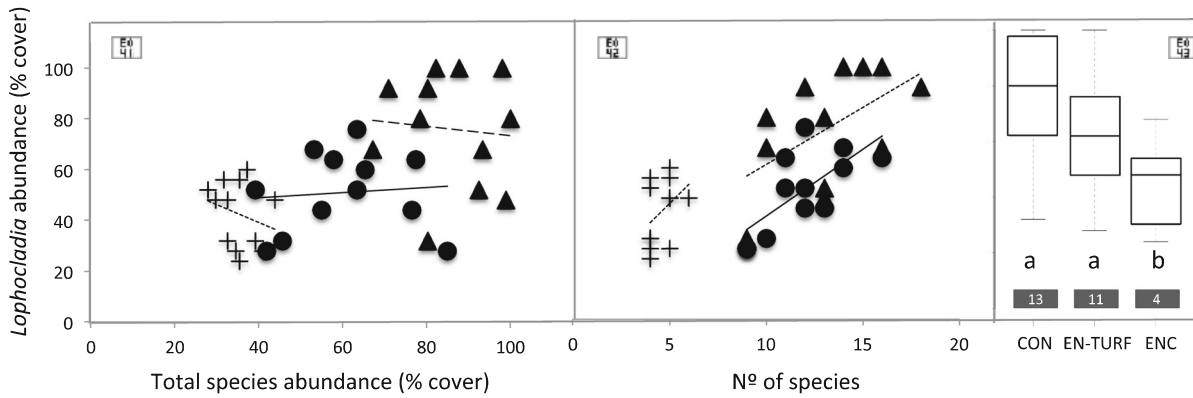 Lophocladia abundance (% cover)
100
80
60
40
20
0
0 20 40 60 80 100
Total species abundance (% cover)
0 5 10 15 20
Nº of species
a a b
13 11 4
CON EN-TURF ENC